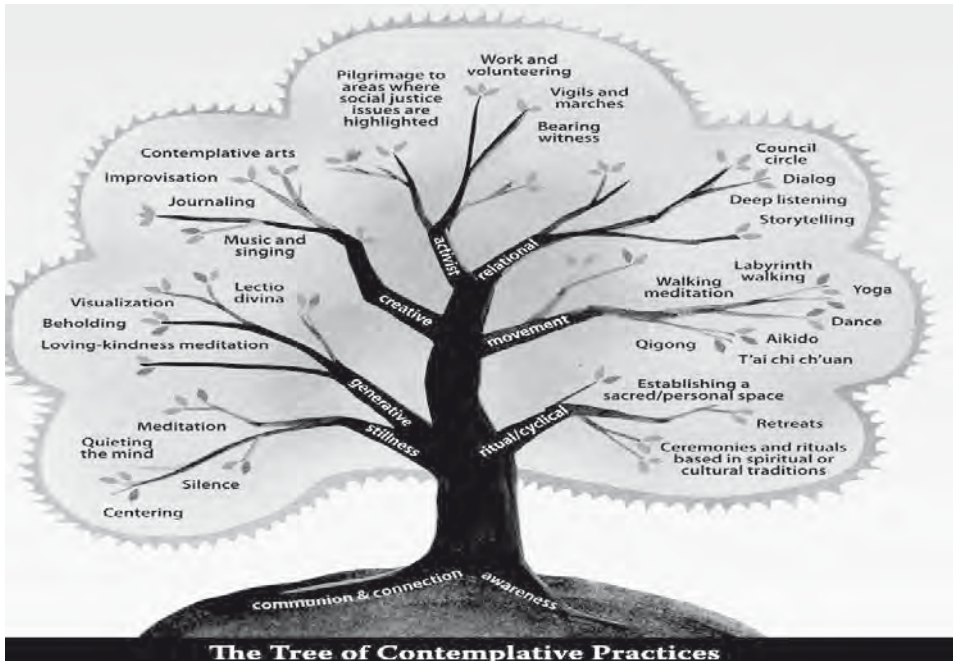 Work and
volunteering
Pilgrimage to
areas where
social justice
issues are
highlighted
Vigils and
marches
Bearing
witness
Council
circle
Dialog
Deep listening
Storytelling
Contemplative arts
Improvisation
Journaling
Music and
singing
activist
relational
creative
movement
Walking
meditation
Labyrinth
walking
Yoga
Dance
Aikido
T'ai chi ch'uan
Qigong
Lectio
divina
Visualization
Beholding
Loving-kindness meditation
generative
stillness
Meditation
Quieting
the mind
Silence
Centering
ritual/cyclical
Establishing a
sacred/personal space
Retreats
Ceremonies and rituals
based in spiritual or
cultural traditions
communion & connection
awareness
The Tree of Contemplative Practices